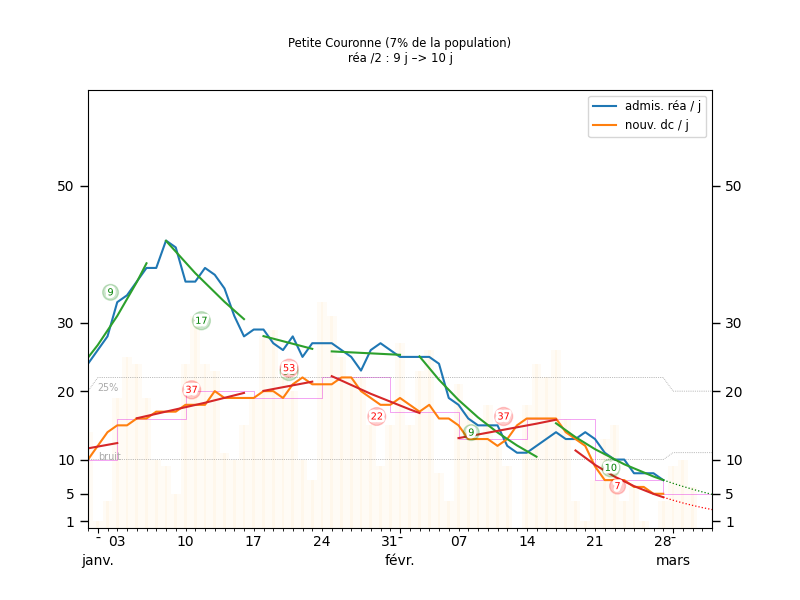 Petite Couronne (7% de la population)
réa /2 : 9 j –> 10 j
admis. réa / j
nouv. dc / j
50 50
30 30
20 20
10 10
5 5
1 1
25%
bruit
9
17
37
53
22
9
37
10
7
03 10 17 24 31 07 14 21 28
janv. févr. mars